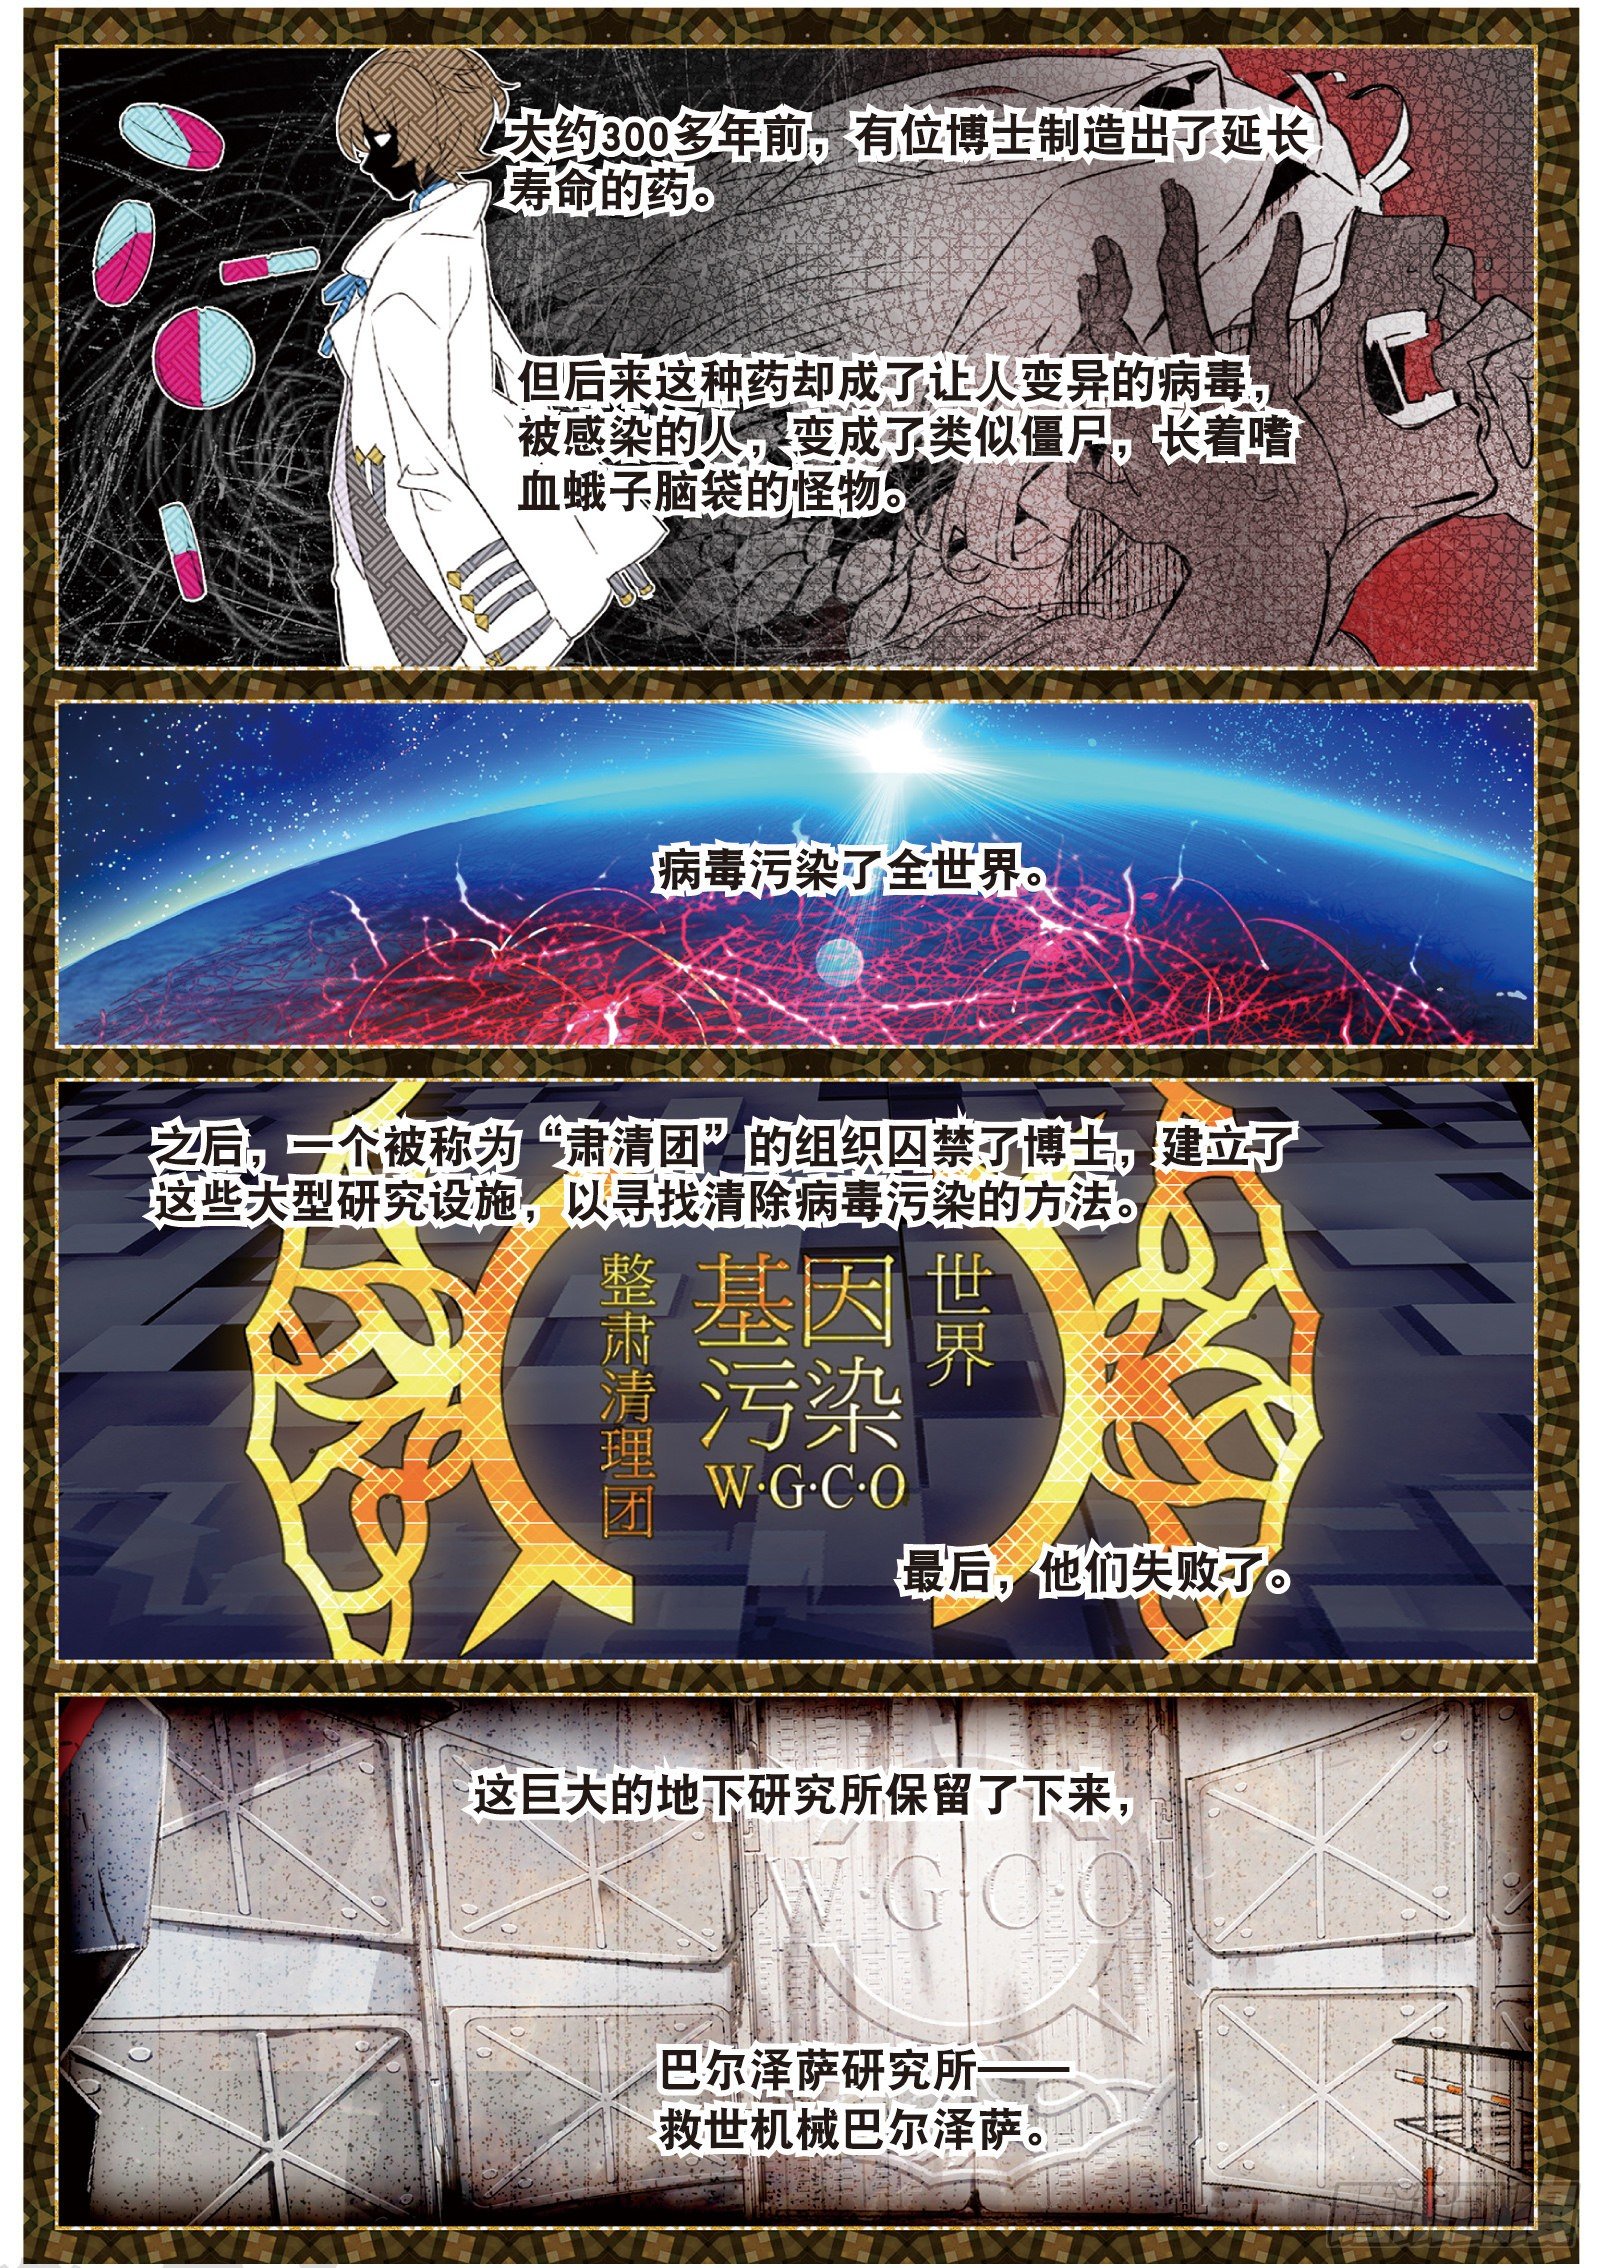 大约300多年前，有位博士制造出了延长
寿命的药。
但后来这种药却成了让人变异的病毒，
被感染的人，变成了类似僵尸，长着嗜
血蛾子脑袋的怪物。
病毒污染了全世界。
之后，一个被称为“肃清团”的组织囚禁了博士，建立了
这些大型研究设施，以寻找清除病毒污染的方法。
世界
基因
污染
W·G·C·O
整肃清理团
最后，他们失败了。
这巨大的地下研究所保留了下来，
W·G·C·O
巴尔泽萨研究所——
救世机械巴尔泽萨。